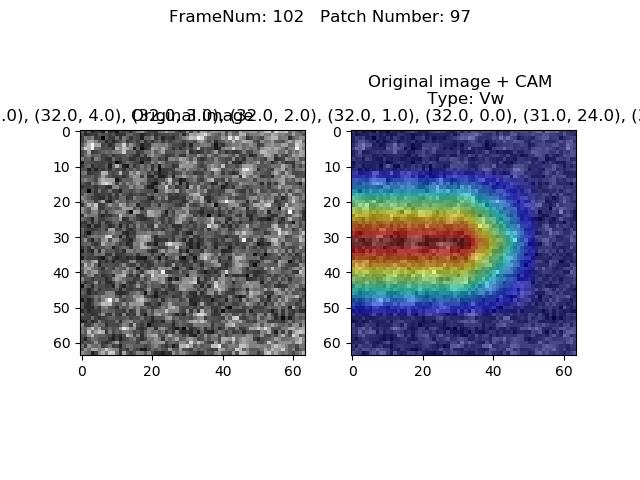 FrameNum: 102   Patch Number: 97
Original image + CAM
Type: Vw
.0), (32.0, 4.0), (32.0, 3.0), (32.0, 2.0), (32.0, 1.0), (32.0, 0.0), (31.0, 24.0), (3
Original image
0
10
20
30
40
50
60
0 20 40 60
0
10
20
30
40
50
60
0 20 40 60